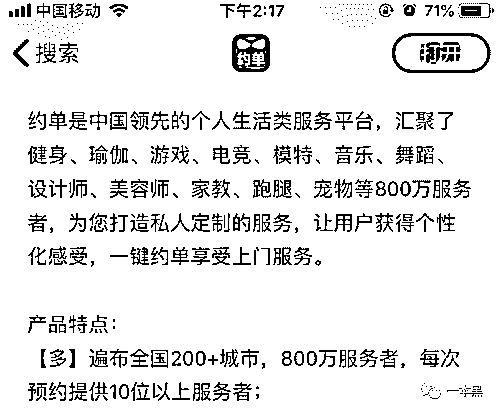 中国移动 下午2:17 71%
搜索 约单 打开
约单是中国领先的个人生活类服务平台，汇聚了
健身、瑜伽、游戏、电竞、模特、音乐、舞蹈、
设计师、美容师、家教、跑腿、宠物等800万服务
者，为您打造私人定制的服务，让用户获得个性
化感受，一键约单享受上门服务。
产品特点：
【多】遍布全国200+城市，800万服务者，每次
预约提供10位以上服务者；
一本黑